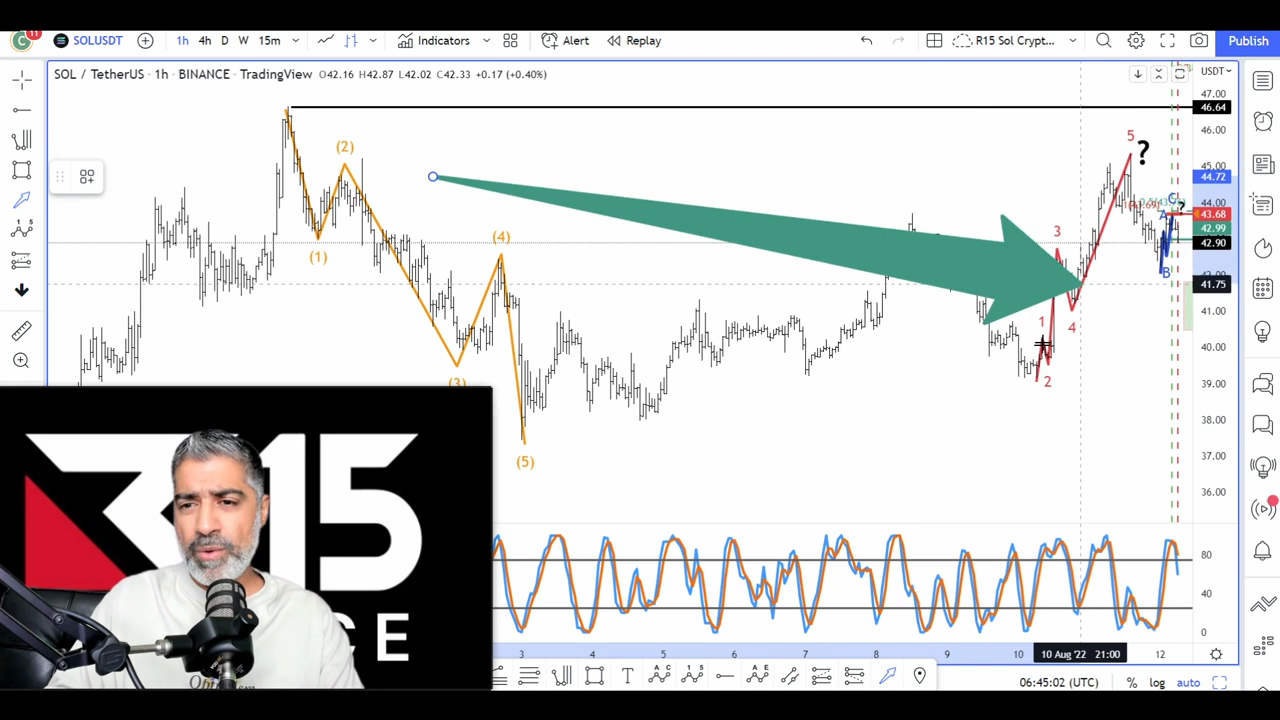 11
SOLUSDT
1h 4h D W 15m
Indicators
Alert
Replay
R15 Sol Crypt...
Publish
SOL / TetherUS · 1h · BINANCE · TradingView O42.16 H42.87 L42.02 C42.33 +0.17 (+0.40%)
USDT
47.00
46.64
46.00
45.00
44.72
44.00
43.68
42.99
42.90
41.75
41.00
40.00
39.00
38.00
37.00
36.00
(1)
(2)
(3)
(4)
(5)
1
2
3
4
5
?
A
B
C
?
80
40
0
R15
CE
3 4 5 6 7 8 9 10 10 Aug '22 21:00 12
06:45:02 (UTC)
% log auto